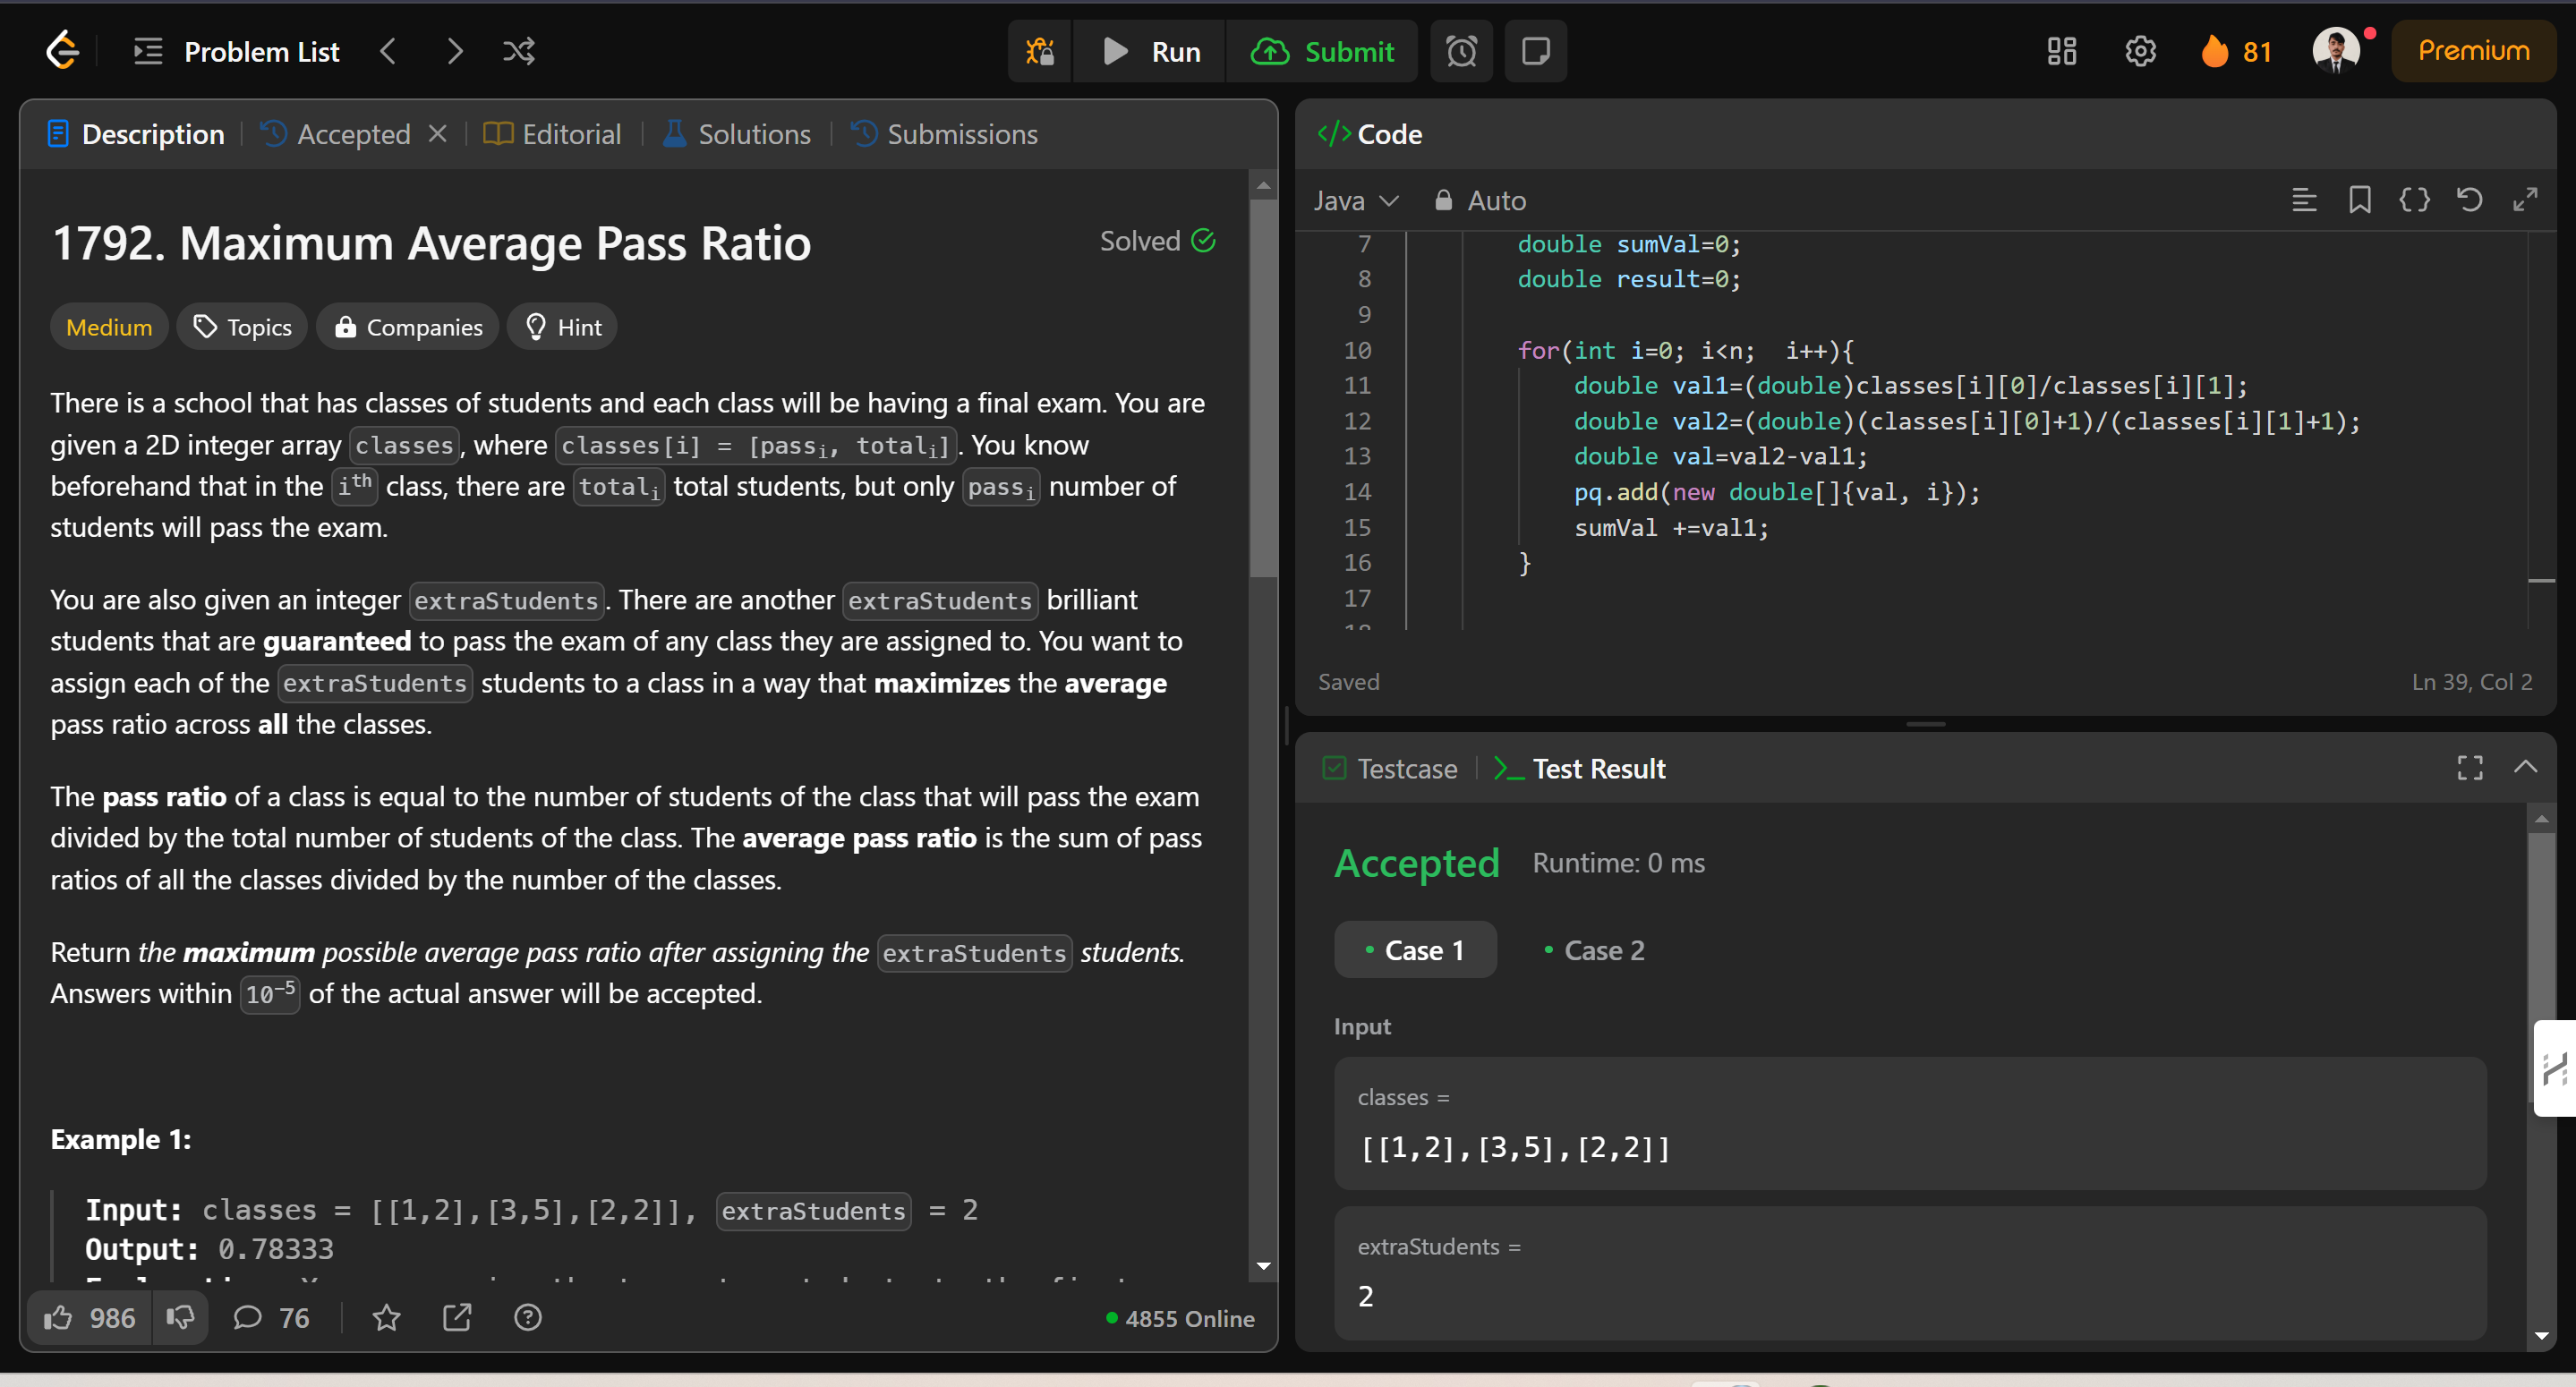 Problem List
Run
Submit
81
Premium
Description
Accepted
Editorial
Solutions
Submissions
1792. Maximum Average Pass Ratio
Solved
Medium
Topics
Companies
Hint
There is a school that has classes of students and each class will be having a final exam. You are
given a 2D integer array classes, where classes[i] = [passi, totali]. You know
beforehand that in the ith class, there are totali total students, but only passi number of
students will pass the exam.
You are also given an integer extraStudents. There are another extraStudents brilliant
students that are guaranteed to pass the exam of any class they are assigned to. You want to
assign each of the extraStudents students to a class in a way that maximizes the average
pass ratio across all the classes.
The pass ratio of a class is equal to the number of students of the class that will pass the exam
divided by the total number of students of the class. The average pass ratio is the sum of pass
ratios of all the classes divided by the number of the classes.
Return the maximum possible average pass ratio after assigning the extraStudents students.
Answers within 10−5 of the actual answer will be accepted.
Example 1:
Input: classes = [[1,2],[3,5],[2,2]], extraStudents = 2
Output: 0.78333
986
76
4855 Online
</> Code
Java
Auto
7 double sumVal=0;
8 double result=0;
9
10 for(int i=0; i<n;  i++){
11 double val1=(double)classes[i][0]/classes[i][1];
12 double val2=(double)(classes[i][0]+1)/(classes[i][1]+1);
13 double val=val2-val1;
14 pq.add(new double[]{val, i});
15 sumVal +=val1;
16 }
17
Saved
Ln 39, Col 2
Testcase
Test Result
Accepted
Runtime: 0 ms
Case 1
Case 2
Input
classes =
[[1,2],[3,5],[2,2]]
extraStudents =
2